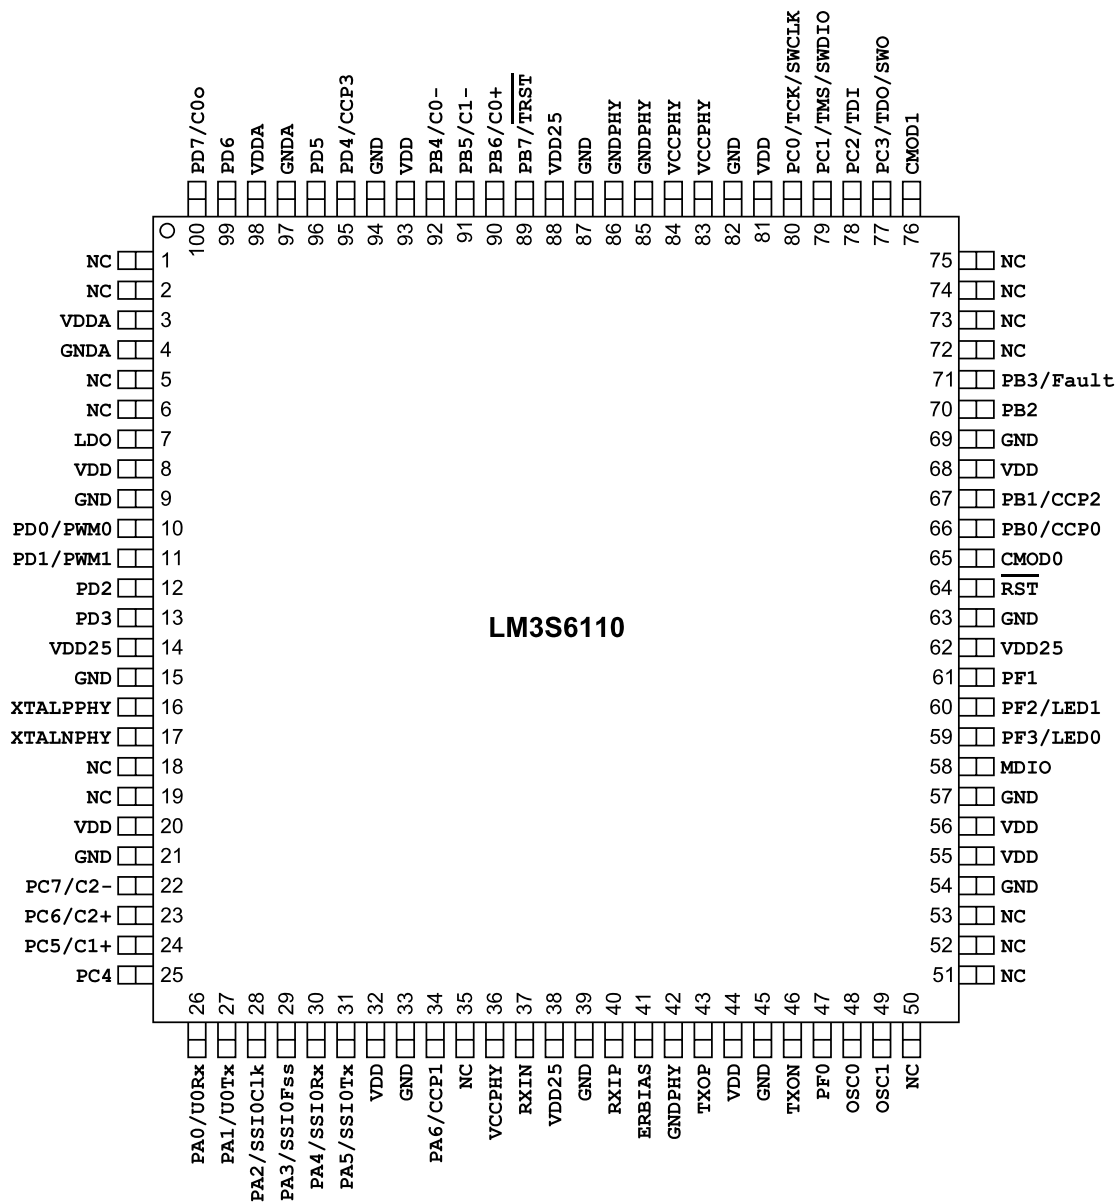 PD7/C0o
PD6
VDDA
GNDA
PD5
PD4/CCP3
GND
VDD
PB4/C0-
PB5/C1-
PB6/C0+
PB7/TRST
VDD25
GND
GNDPHY
GNDPHY
VCCPHY
VCCPHY
GND
VDD
PC0/TCK/SWCLK
PC1/TMS/SWDIO
PC2/TDI
PC3/TDO/SWO
CMOD1
100
99
98
97
96
95
94
93
92
91
90
89
88
87
86
85
84
83
82
81
80
79
78
77
76
NC 1
NC 2
VDDA 3
GNDA 4
NC 5
NC 6
LDO 7
VDD 8
GND 9
PD0/PWM0 10
PD1/PWM1 11
PD2 12
PD3 13
VDD25 14
GND 15
XTALPPHY 16
XTALNPHY 17
NC 18
NC 19
VDD 20
GND 21
PC7/C2- 22
PC6/C2+ 23
PC5/C1+ 24
PC4 25
LM3S6110
75 NC
74 NC
73 NC
72 NC
71 PB3/Fault
70 PB2
69 GND
68 VDD
67 PB1/CCP2
66 PB0/CCP0
65 CMOD0
64 RST
63 GND
62 VDD25
61 PF1
60 PF2/LED1
59 PF3/LED0
58 MDIO
57 GND
56 VDD
55 VDD
54 GND
53 NC
52 NC
51 NC
26
27
28
29
30
31
32
33
34
35
36
37
38
39
40
41
42
43
44
45
46
47
48
49
50
PA0/U0Rx
PA1/U0Tx
PA2/SSI0Clk
PA3/SSI0Fss
PA4/SSI0Rx
PA5/SSI0Tx
VDD
GND
PA6/CCP1
NC
VCCPHY
RXIN
VDD25
GND
RXIP
ERBIAS
GNDPHY
TXOP
VDD
GND
TXON
PF0
OSC0
OSC1
NC